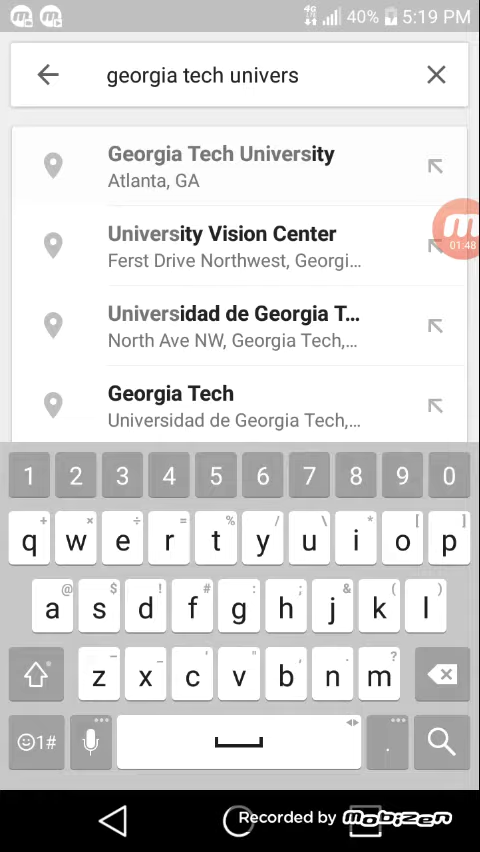 4G 40% 5:19 PM
georgia tech univers
Georgia Tech University
Atlanta, GA
University Vision Center
Ferst Drive Northwest, Georgi...
01:48
Universidad de Georgia T...
North Ave NW, Georgia Tech,...
Georgia Tech
Universidad de Georgia Tech,...
1 2 3 4 5 6 7 8 9 0
+ × ÷ = % / \ * [ ]
q w e r t y u i o p
@ $ ! # : ; & ( )
a s d f g h j k l
– _ ' " , . ?
z x c v b n m
1# .
Recorded by Mobizen